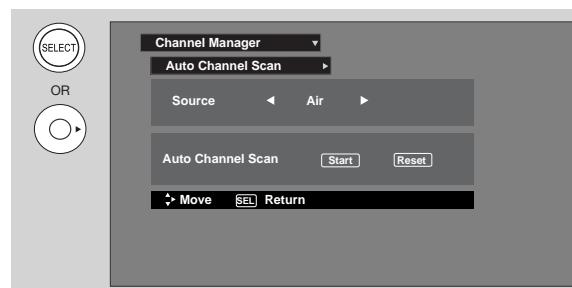 SELECT
OR
Channel Manager
Auto Channel Scan
Source Air
Auto Channel Scan Start Reset
Move SEL Return